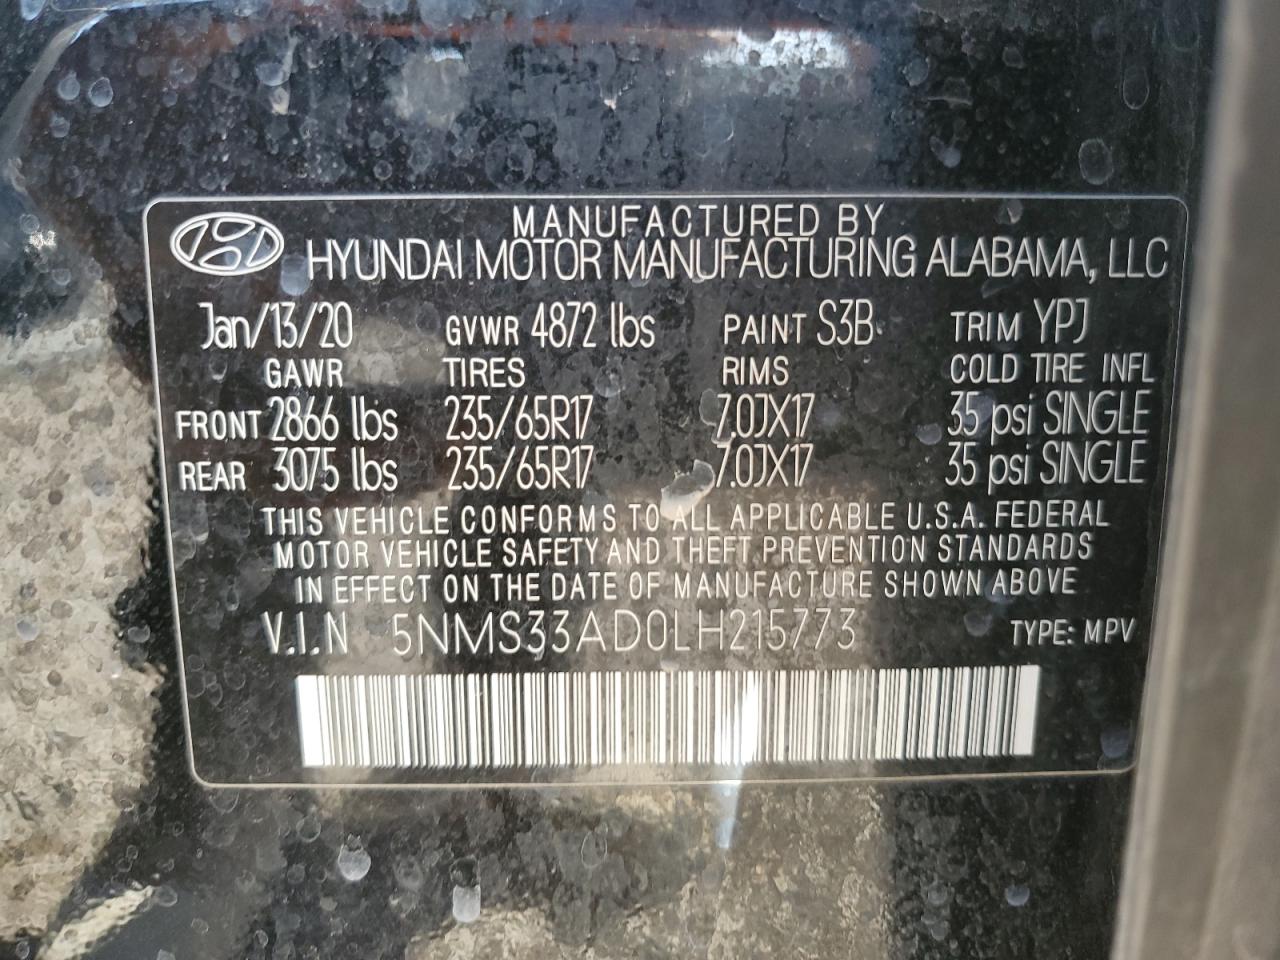 MANUFACTURED BY
HYUNDAI MOTOR MANUFACTURING ALABAMA, LLC
Jan/13/20 GVWR 4872 lbs PAINT S3B TRIM YPJ
GAWR TIRES RIMS COLD TIRE INFL
FRONT 2866 lbs 235/65R17 7.0JX17 35 psi SINGLE
REAR 3075 lbs 235/65R17 7.0JX17 35 psi SINGLE
THIS VEHICLE CONFORMS TO ALL APPLICABLE U.S.A. FEDERAL
MOTOR VEHICLE SAFETY AND THEFT PREVENTION STANDARDS
IN EFFECT ON THE DATE OF MANUFACTURE SHOWN ABOVE
V.I.N 5NMS33AD0LH215773 TYPE: MPV